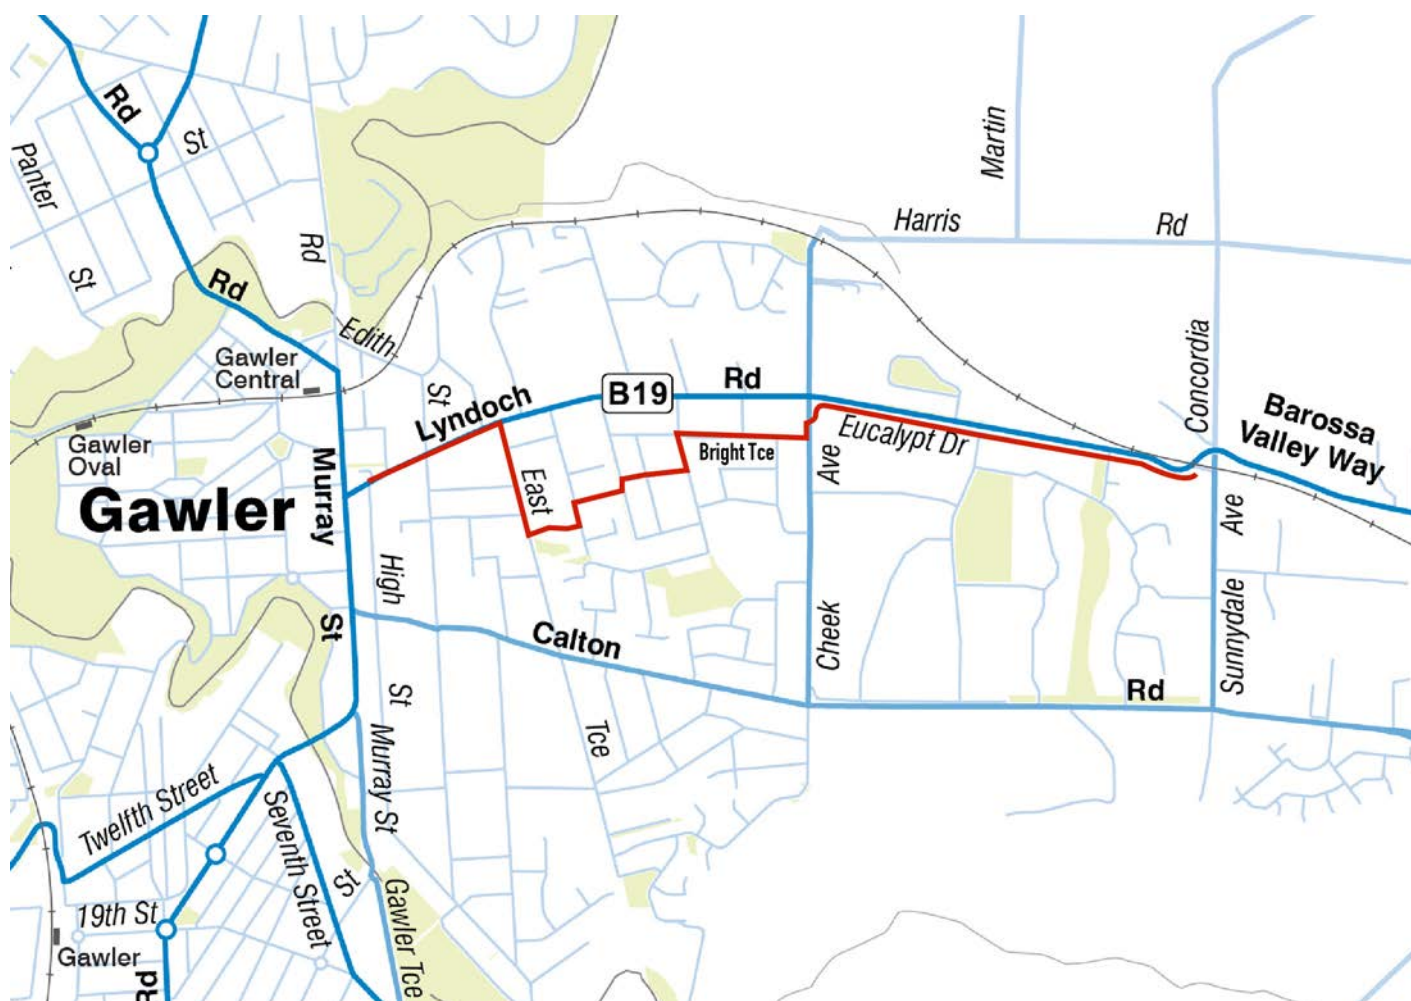 Rd
St
Panter
St
Rd
Rd
Martin
Harris
Rd
Edith
St
Gawler
Central
Gawler
Oval
Gawler
Murray
St
Lyndoch
B19
Rd
East
Bright Tce
Eucalypt Dr
Ave
Cheek
Concordia
Barossa
Valley Way
Ave
Sunnydale
High
St
Calton
Rd
Tce
Murray St
Twelfth Street
Seventh Street
St
19th St
Gawler
Rd
Gawler Tce